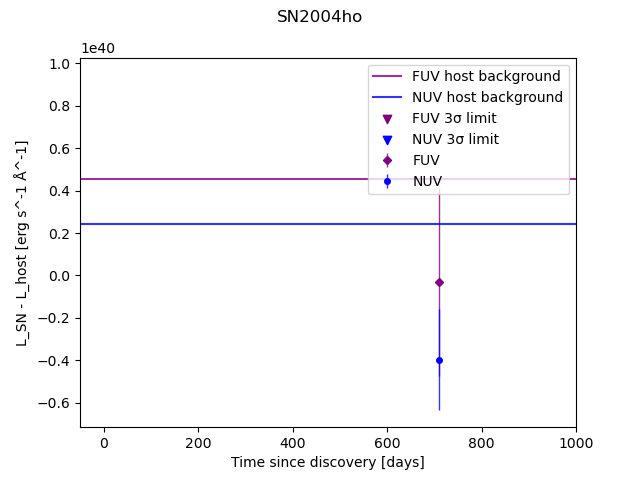 SN2004ho
1e40
1.0
0.8
0.6
0.4
0.2
0.0
−0.2
−0.4
−0.6
L_SN - L_host [erg s^-1 Å^-1]
FUV host background
NUV host background
FUV 3σ limit
NUV 3σ limit
FUV
NUV
0 200 400 600 800 1000
Time since discovery [days]